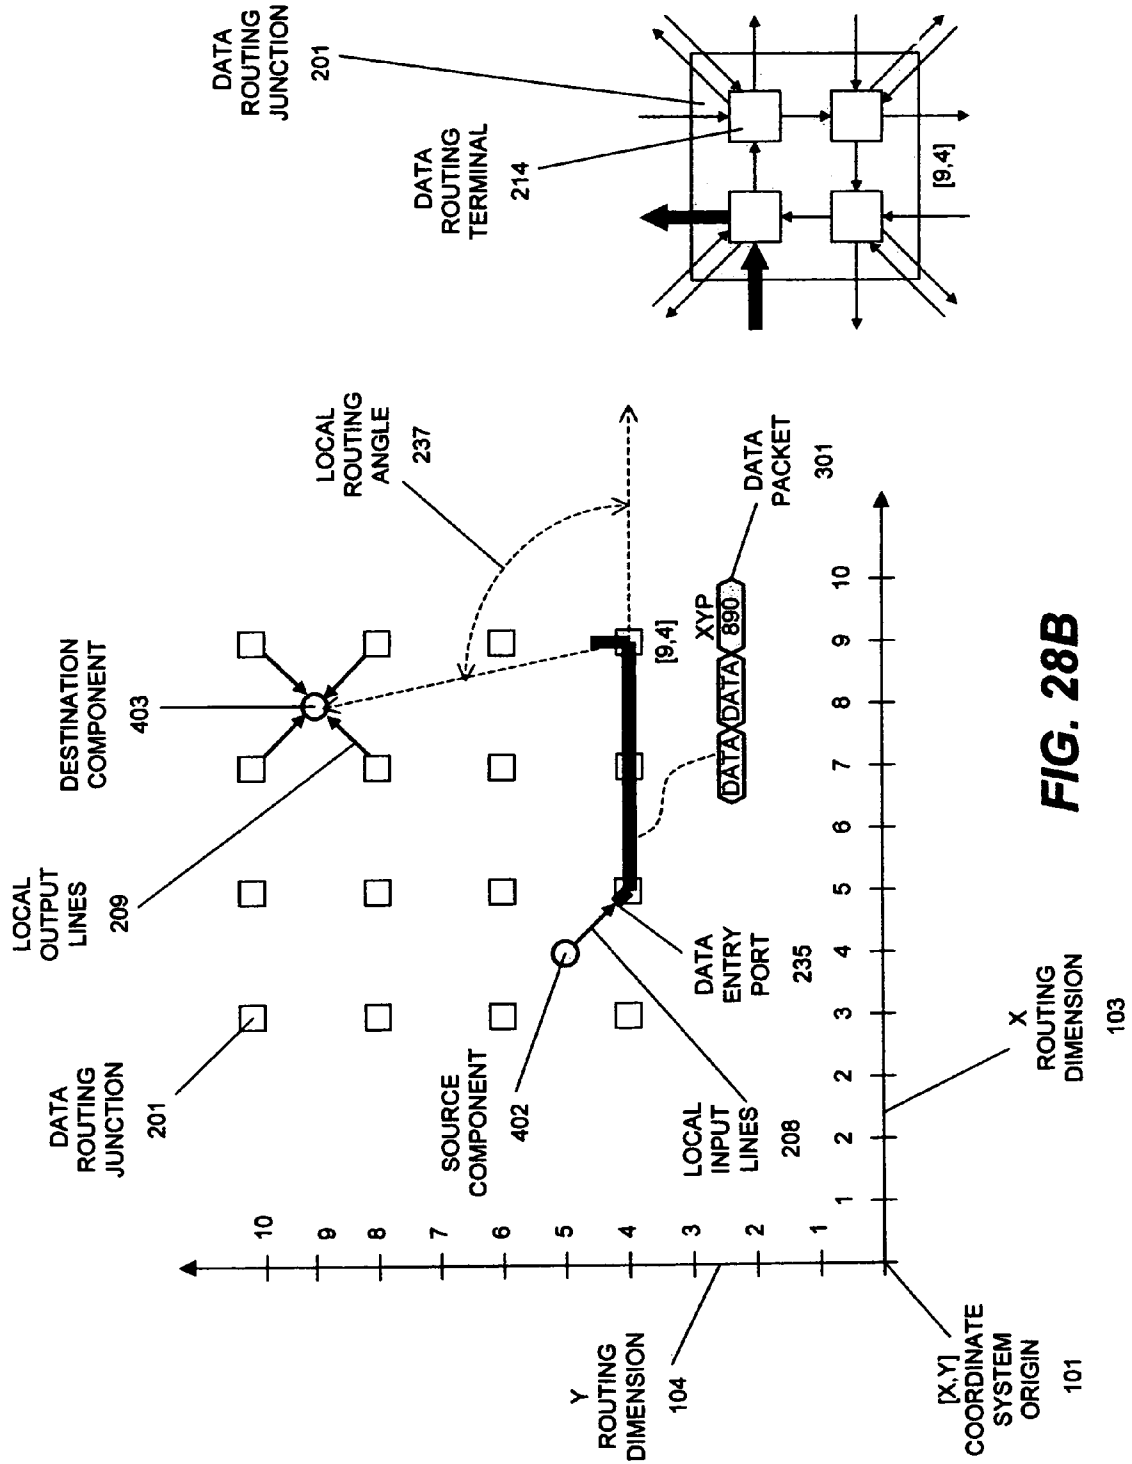 DATA
ROUTING
JUNCTION
201
DESTINATION
COMPONENT
403
LOCAL
OUTPUT
LINES
209
LOCAL
ROUTING
ANGLE
237
DATA
ROUTING
JUNCTION
201
DATA
ROUTING
TERMINAL
214
[9,4]
SOURCE
COMPONENT
402
LOCAL
INPUT
LINES
208
DATA
ENTRY
PORT
235
[9,4]
XYP
DATA DATA DATA 890
DATA
PACKET
301
10
9
8
7
6
5
4
3
2
1
1 2 3 4 5 6 7 8 9 10
Y
ROUTING
DIMENSION
104
[X,Y]
COORDINATE
SYSTEM
ORIGIN
101
X
ROUTING
DIMENSION
103
FIG. 28B